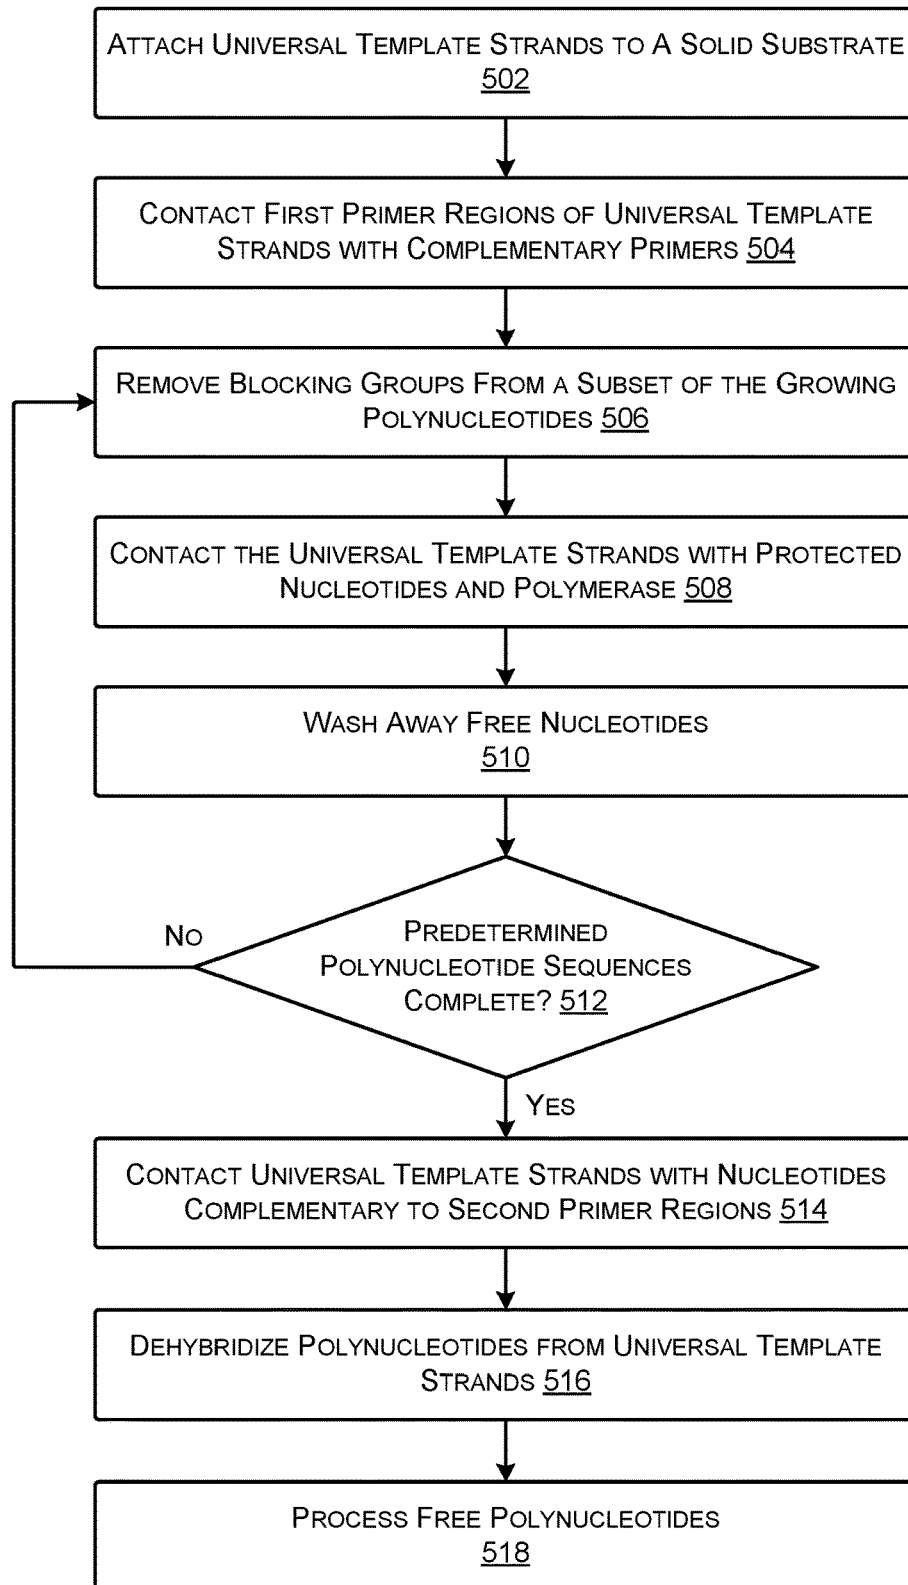 ATTACH UNIVERSAL TEMPLATE STRANDS TO A SOLID SUBSTRATE
502
CONTACT FIRST PRIMER REGIONS OF UNIVERSAL TEMPLATE
STRANDS WITH COMPLEMENTARY PRIMERS 504
REMOVE BLOCKING GROUPS FROM A SUBSET OF THE GROWING
POLYNUCLEOTIDES 506
CONTACT THE UNIVERSAL TEMPLATE STRANDS WITH PROTECTED
NUCLEOTIDES AND POLYMERASE 508
WASH AWAY FREE NUCLEOTIDES
510
NO
PREDETERMINED
POLYNUCLEOTIDE SEQUENCES
COMPLETE? 512
YES
CONTACT UNIVERSAL TEMPLATE STRANDS WITH NUCLEOTIDES
COMPLEMENTARY TO SECOND PRIMER REGIONS 514
DEHYBRIDIZE POLYNUCLEOTIDES FROM UNIVERSAL TEMPLATE
STRANDS 516
PROCESS FREE POLYNUCLEOTIDES
518